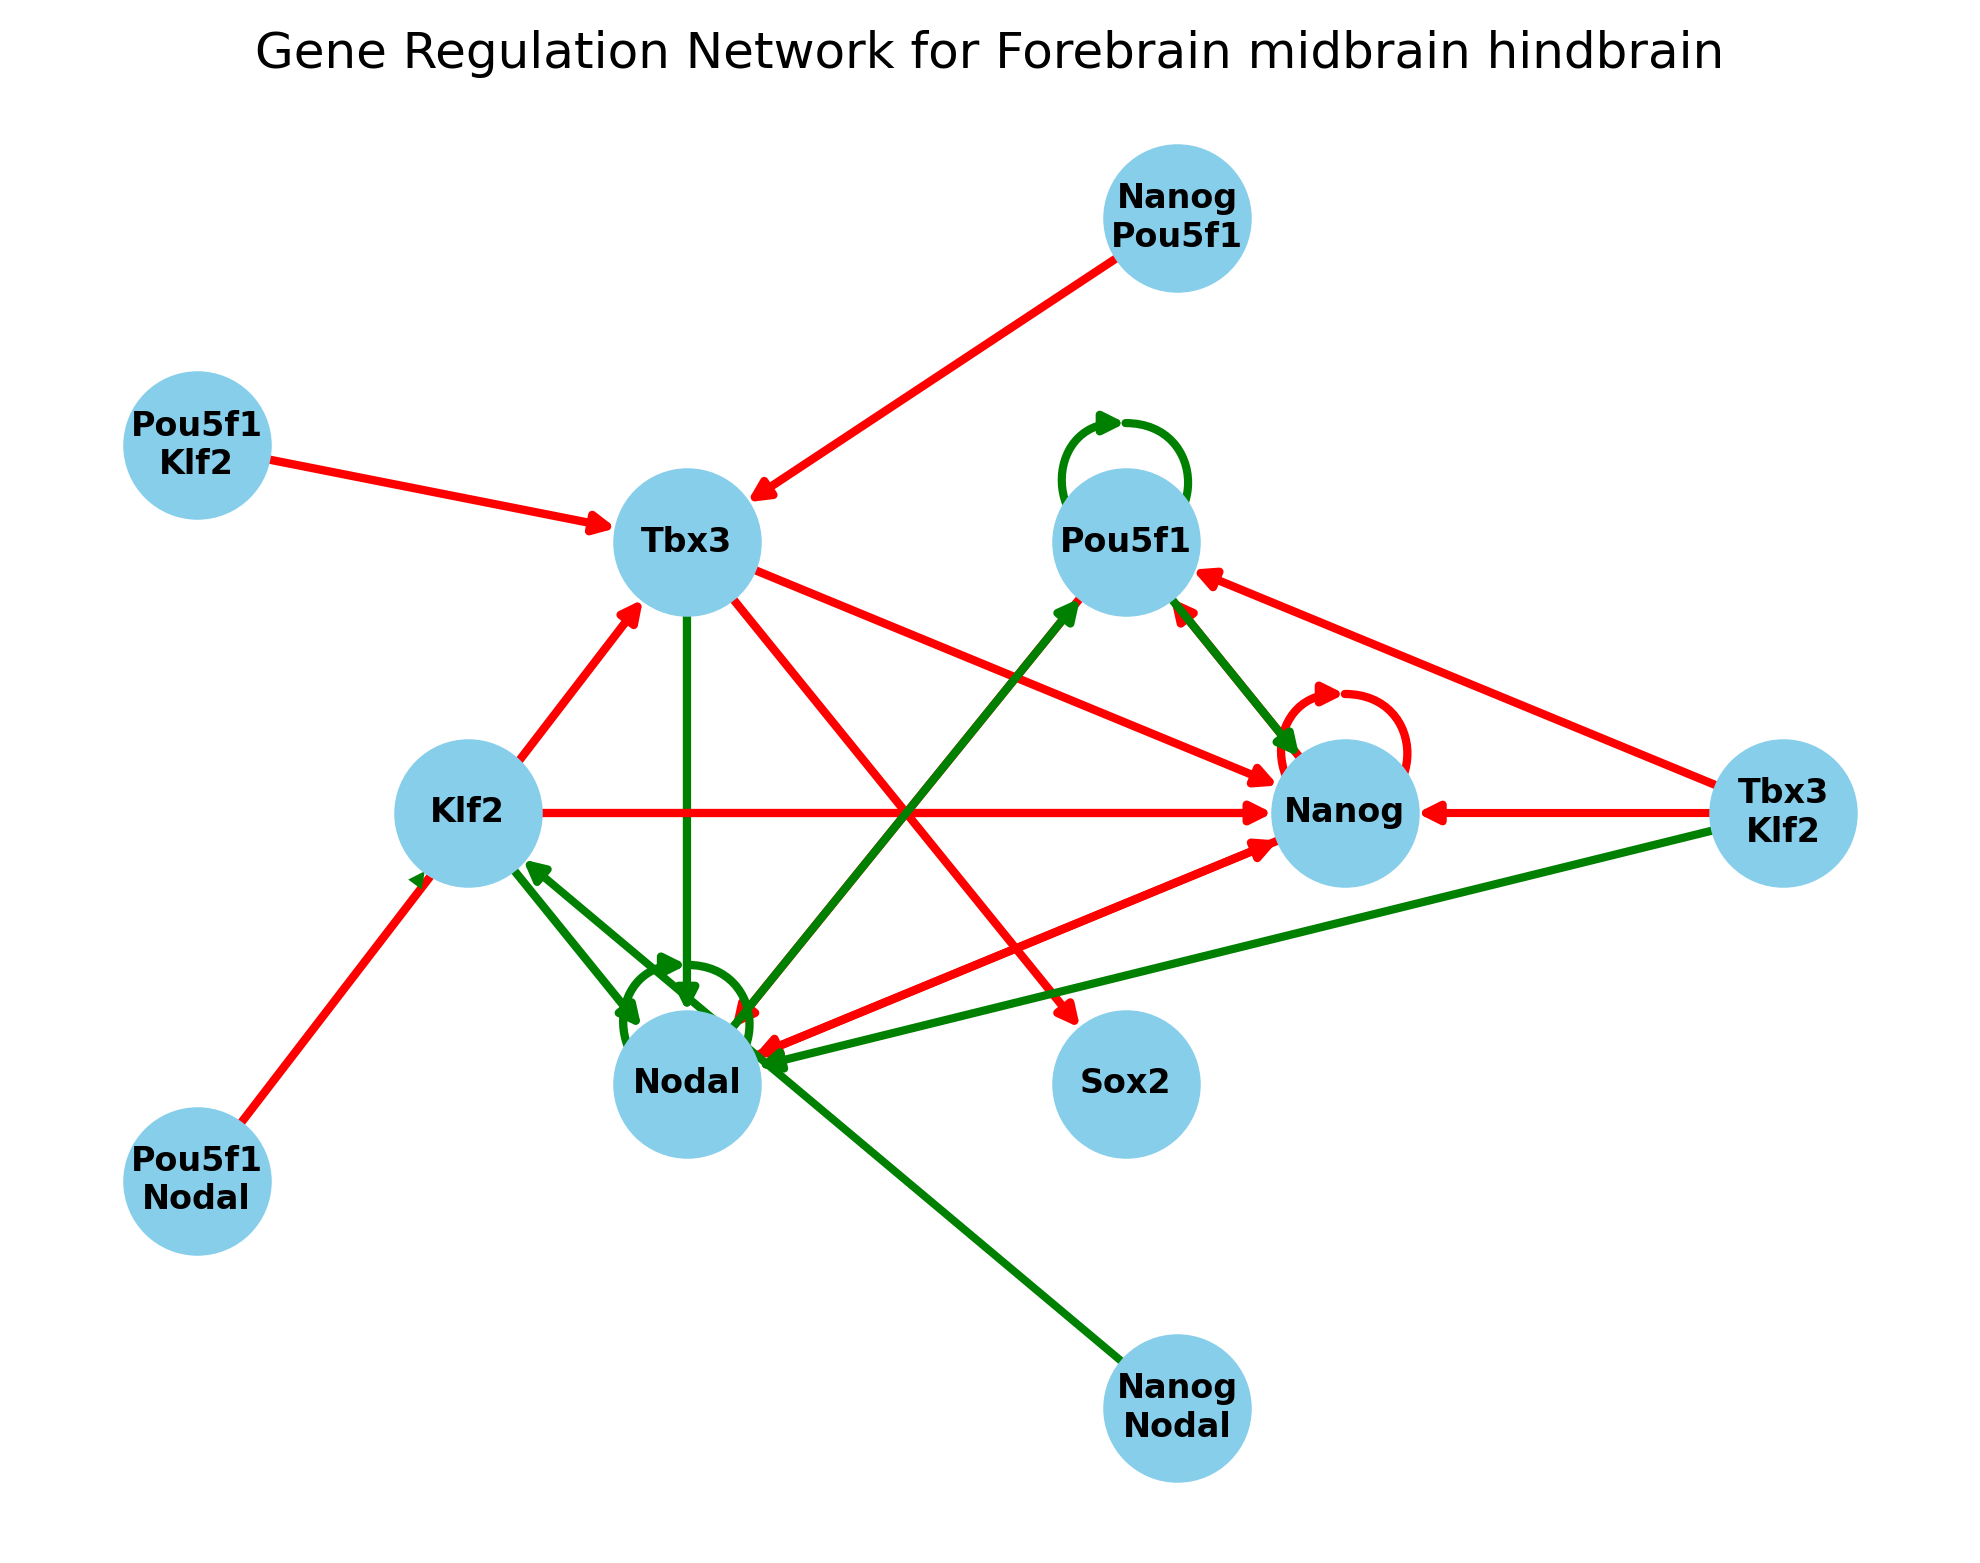 Gene Regulation Network for Forebrain midbrain hindbrain
Nanog
Pou5f1
Pou5f1
Klf2
Tbx3
Pou5f1
Klf2
Nanog
Tbx3
Klf2
Nodal
Sox2
Pou5f1
Nodal
Nanog
Nodal